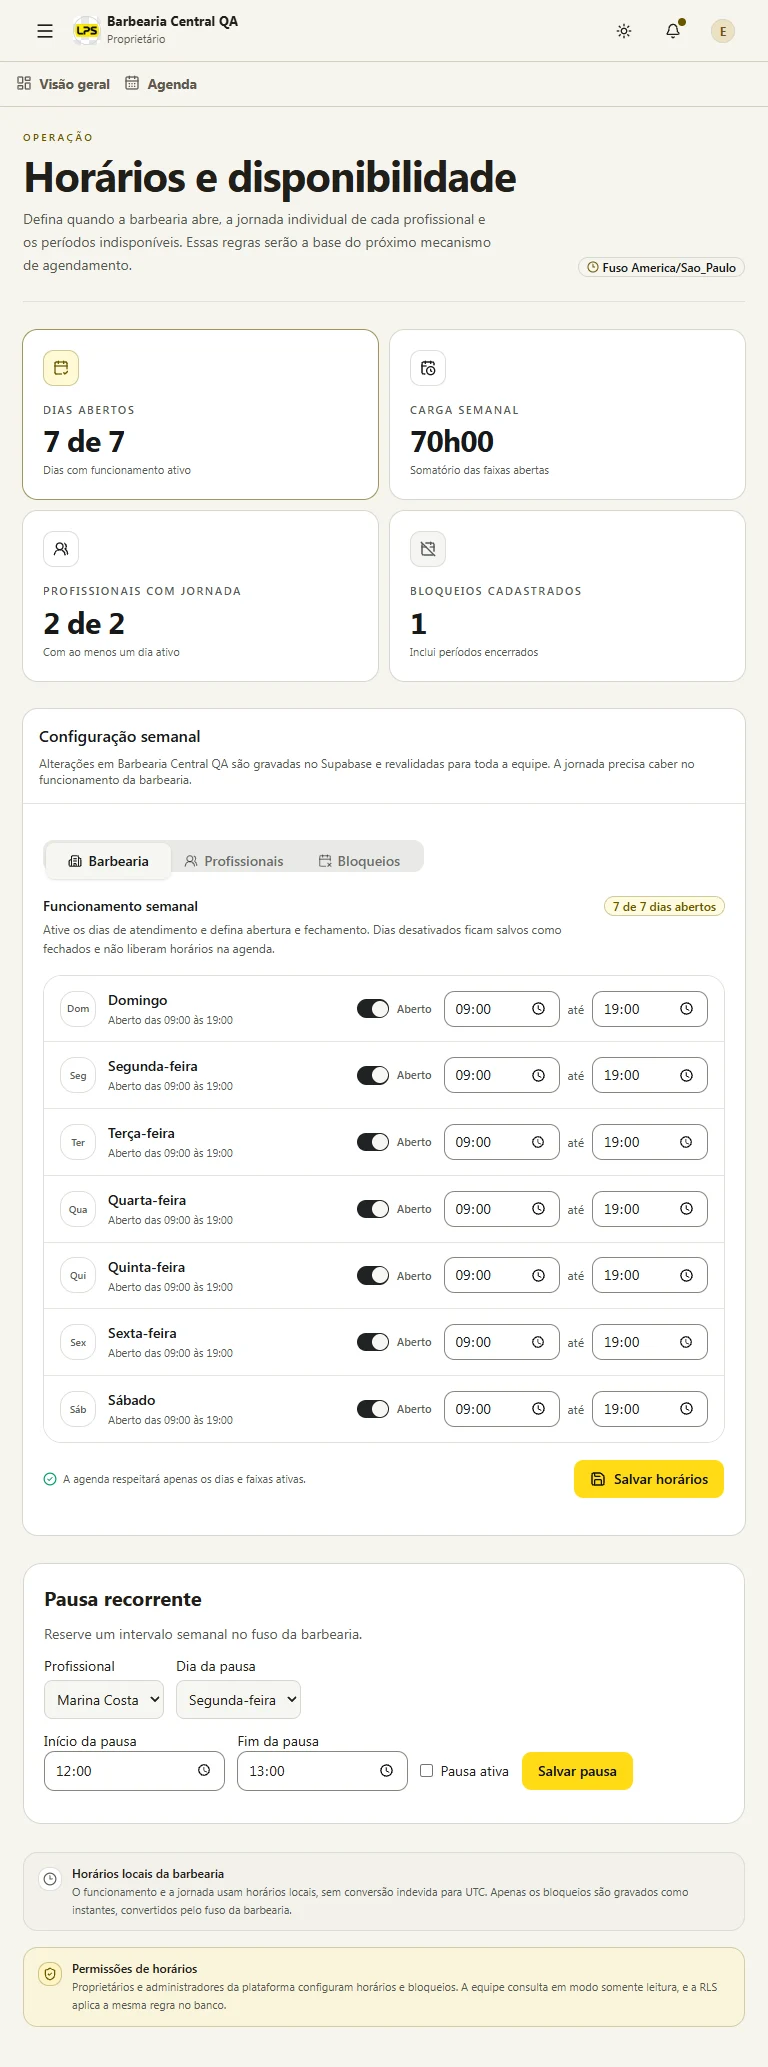 LPS
Barbearia Central QA
Proprietário
E
Visão geral
Agenda
OPERAÇÃO
Horários e disponibilidade
Defina quando a barbearia abre, a jornada individual de cada profissional e
os períodos indisponíveis. Essas regras serão a base do próximo mecanismo
de agendamento.
Fuso America/Sao_Paulo
DIAS ABERTOS
7 de 7
Dias com funcionamento ativo
CARGA SEMANAL
70h00
Somatório das faixas abertas
PROFISSIONAIS COM JORNADA
2 de 2
Com ao menos um dia ativo
BLOQUEIOS CADASTRADOS
1
Inclui períodos encerrados
Configuração semanal
Alterações em Barbearia Central QA são gravadas no Supabase e revalidadas para toda a equipe. A jornada precisa caber no
funcionamento da barbearia.
Barbearia
Profissionais
Bloqueios
Funcionamento semanal
7 de 7 dias abertos
Ative os dias de atendimento e defina abertura e fechamento. Dias desativados ficam salvos como
fechados e não liberam horários na agenda.
Dom
Domingo
Aberto das 09:00 às 19:00
Aberto
09:00
até
19:00
Seg
Segunda-feira
Aberto das 09:00 às 19:00
Aberto
09:00
até
19:00
Ter
Terça-feira
Aberto das 09:00 às 19:00
Aberto
09:00
até
19:00
Qua
Quarta-feira
Aberto das 09:00 às 19:00
Aberto
09:00
até
19:00
Qui
Quinta-feira
Aberto das 09:00 às 19:00
Aberto
09:00
até
19:00
Sex
Sexta-feira
Aberto das 09:00 às 19:00
Aberto
09:00
até
19:00
Sáb
Sábado
Aberto das 09:00 às 19:00
Aberto
09:00
até
19:00
A agenda respeitará apenas os dias e faixas ativas.
Salvar horários
Pausa recorrente
Reserve um intervalo semanal no fuso da barbearia.
Profissional
Dia da pausa
Marina Costa
Segunda-feira
Início da pausa
Fim da pausa
12:00
13:00
Pausa ativa
Salvar pausa
Horários locais da barbearia
O funcionamento e a jornada usam horários locais, sem conversão indevida para UTC. Apenas os bloqueios são gravados como
instantes, convertidos pelo fuso da barbearia.
Permissões de horários
Proprietários e administradores da plataforma configuram horários e bloqueios. A equipe consulta em modo somente leitura, e a RLS
aplica a mesma regra no banco.